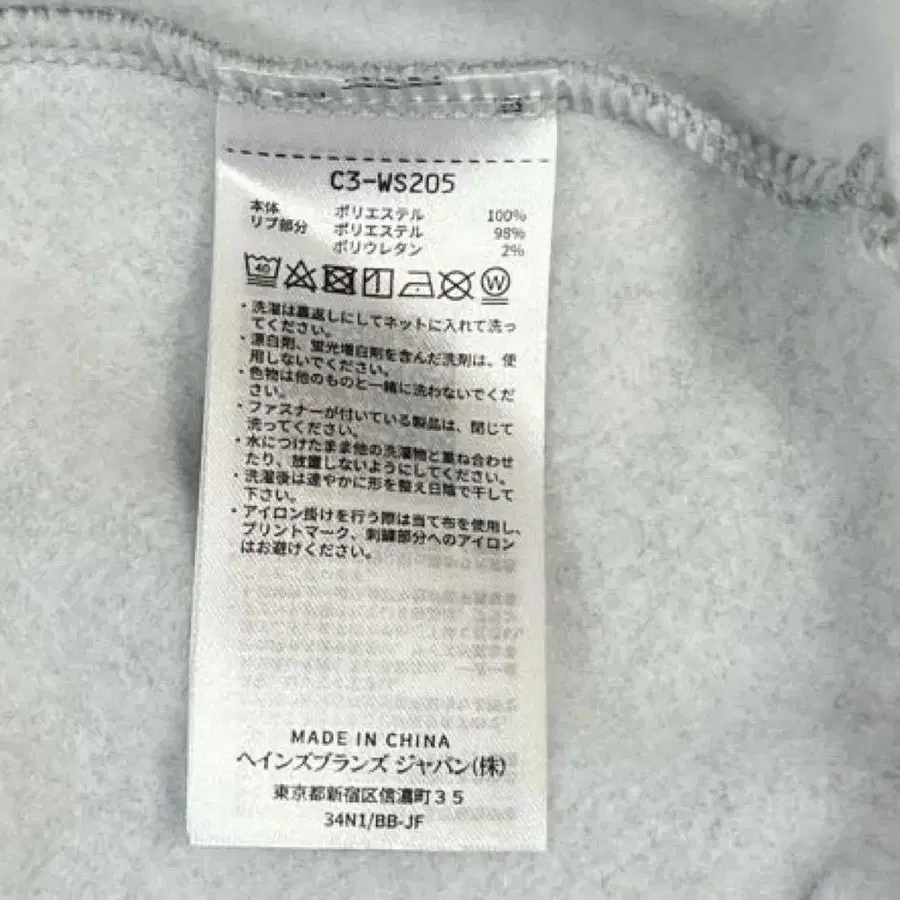 C3-WS205
本体 ポリエステル 100%
リブ部分 ポリエステル 98%
ポリウレタン 2%
40 W
・洗濯は裏返しにしてネットに入れて洗っ
てください。
・漂白剤、蛍光増白剤を含んだ洗剤は、使
用しないでください。
・色物は他のものと一緒に洗わないでくだ
さい。
・ファスナーが付いている製品は、閉じて
洗ってください。
・水につけたまま他の洗濯物と重ね合わせ
たり、放置しないようにしてください。
・洗濯後は速やかに形を整え日陰で干して
下さい。
・アイロン掛けを行う際は当て布を使用し、
プリントマーク、刺繍部分へのアイロン
はお避けください。
MADE IN CHINA
ヘインズブランズ ジャパン(株)
東京都新宿区信濃町35
34N1/BB-JF